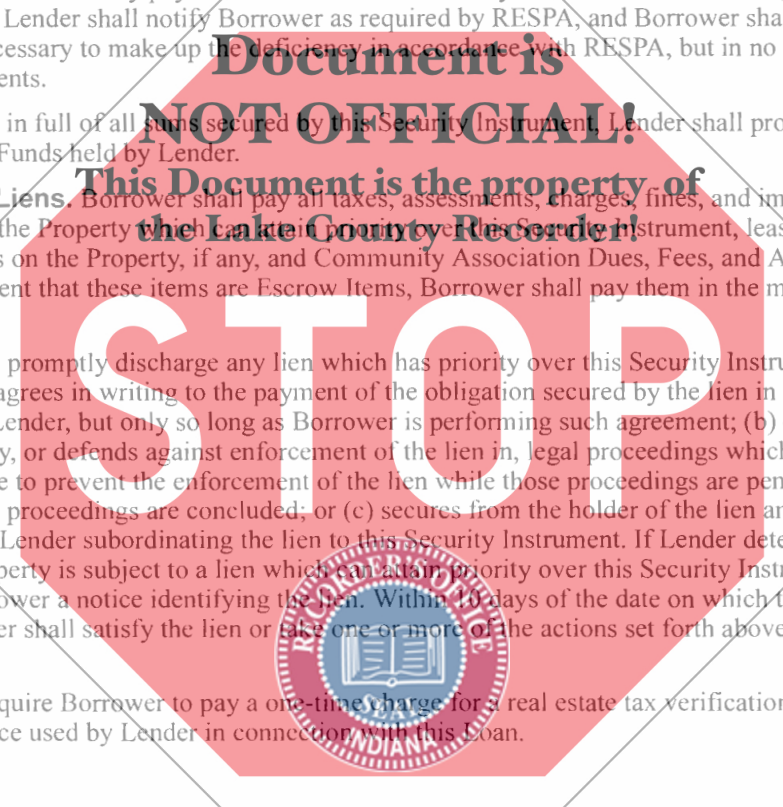 Lender shall notify Borrower as required by RESPA, and Borrower sha
cessary to make up the deficiency in accordance with RESPA, but in no
ents.
Document is
NOT OFFICIAL!
in full of all sums secured by this Security Instrument, Lender shall pro
Funds held by Lender.
This Document is the property of
the Lake County Recorder!
Liens. Borrower shall pay all taxes, assessments, charges, fines, and im
the Property which can attain priority over this Security Instrument, leas
s on the Property, if any, and Community Association Dues, Fees, and A
ent that these items are Escrow Items, Borrower shall pay them in the m
STOP
promptly discharge any lien which has priority over this Security Instru
agrees in writing to the payment of the obligation secured by the lien in
Lender, but only so long as Borrower is performing such agreement; (b)
y, or defends against enforcement of the lien in, legal proceedings which
e to prevent the enforcement of the lien while those proceedings are pen
proceedings are concluded; or (c) secures from the holder of the lien an
Lender subordinating the lien to this Security Instrument. If Lender dete
perty is subject to a lien which can attain priority over this Security Instr
ower a notice identifying the lien. Within 10 days of the date on which t
er shall satisfy the lien or take one or more of the actions set forth above
quire Borrower to pay a one-time charge for a real estate tax verification
ce used by Lender in connection with this Loan.
SEAL
INDIANA